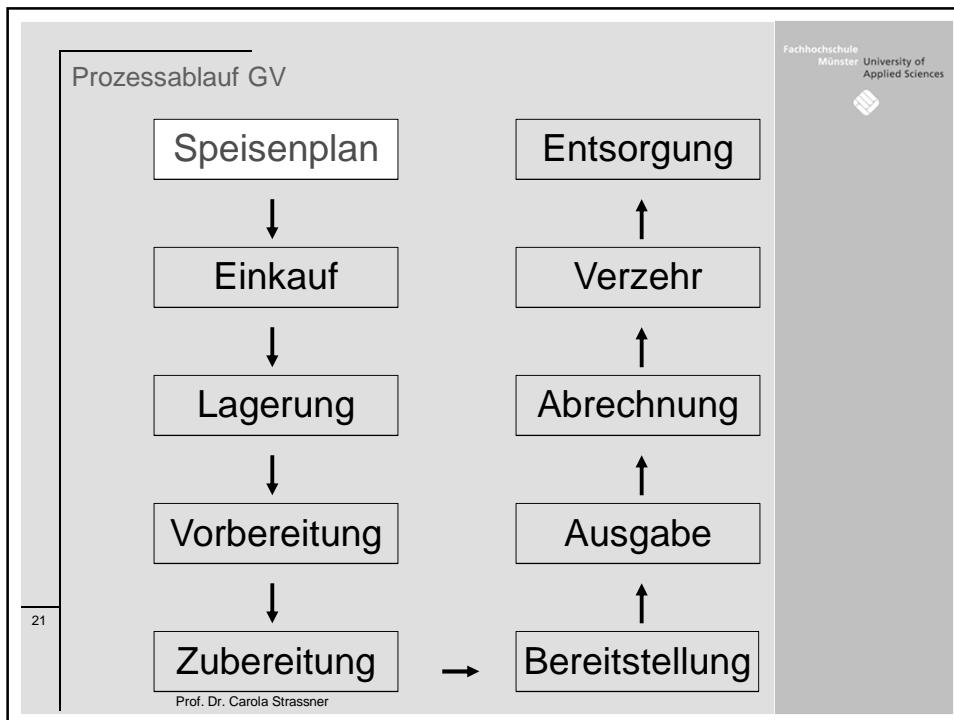 Prozessablauf GV
Fachhochschule
Münster University of
Applied Sciences
Speisenplan
Einkauf
Lagerung
Vorbereitung
Zubereitung
Bereitstellung
Ausgabe
Abrechnung
Verzehr
Entsorgung
21
Prof. Dr. Carola Strassner